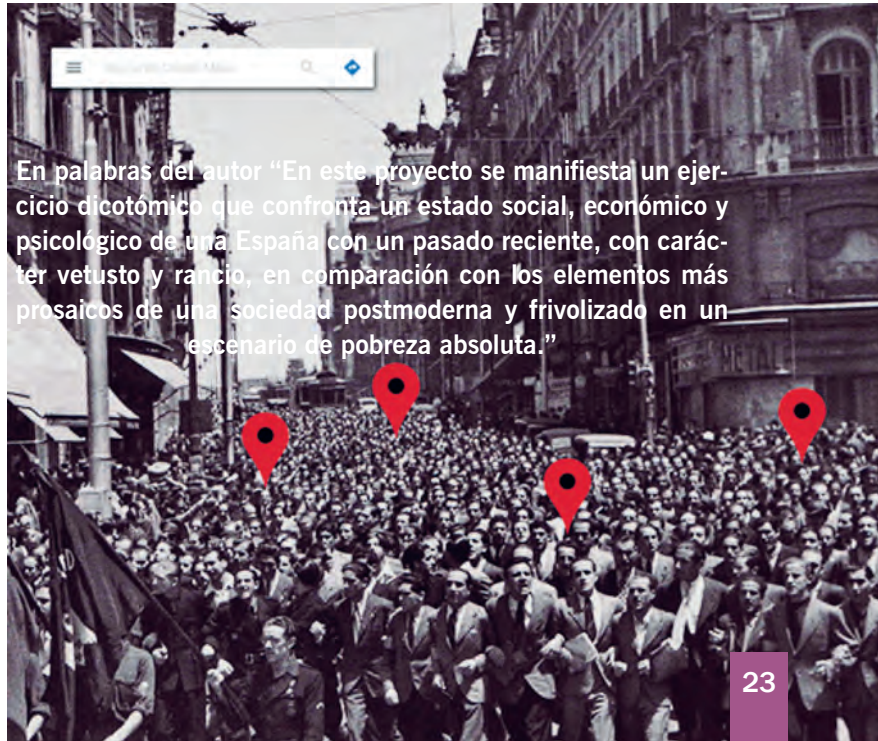 En palabras del autor “En este proyecto se manifiesta un ejer-
cicio dicotómico que confronta un estado social, económico y
psicológico de una España con un pasado reciente, con carác-
ter vetusto y rancio, en comparación con los elementos más
prosaicos de una sociedad postmoderna y frivolizado en un
escenario de pobreza absoluta.”
23